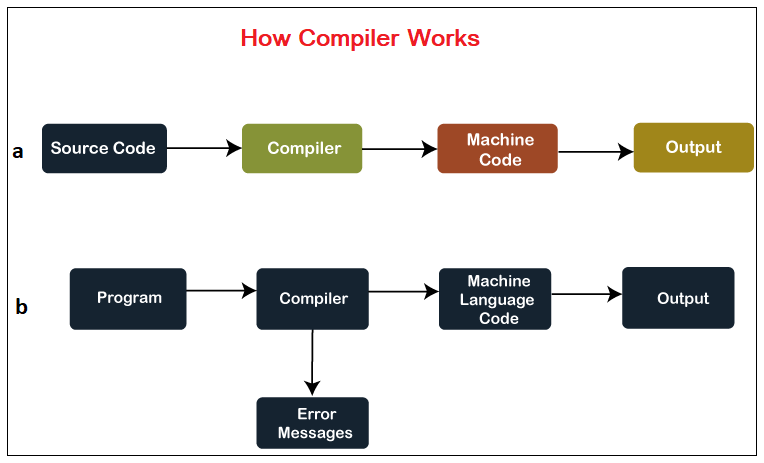 How Compiler Works
a
Source Code
Compiler
Machine
Code
Output
b
Program
Compiler
Machine
Language
Code
Output
Error
Messages